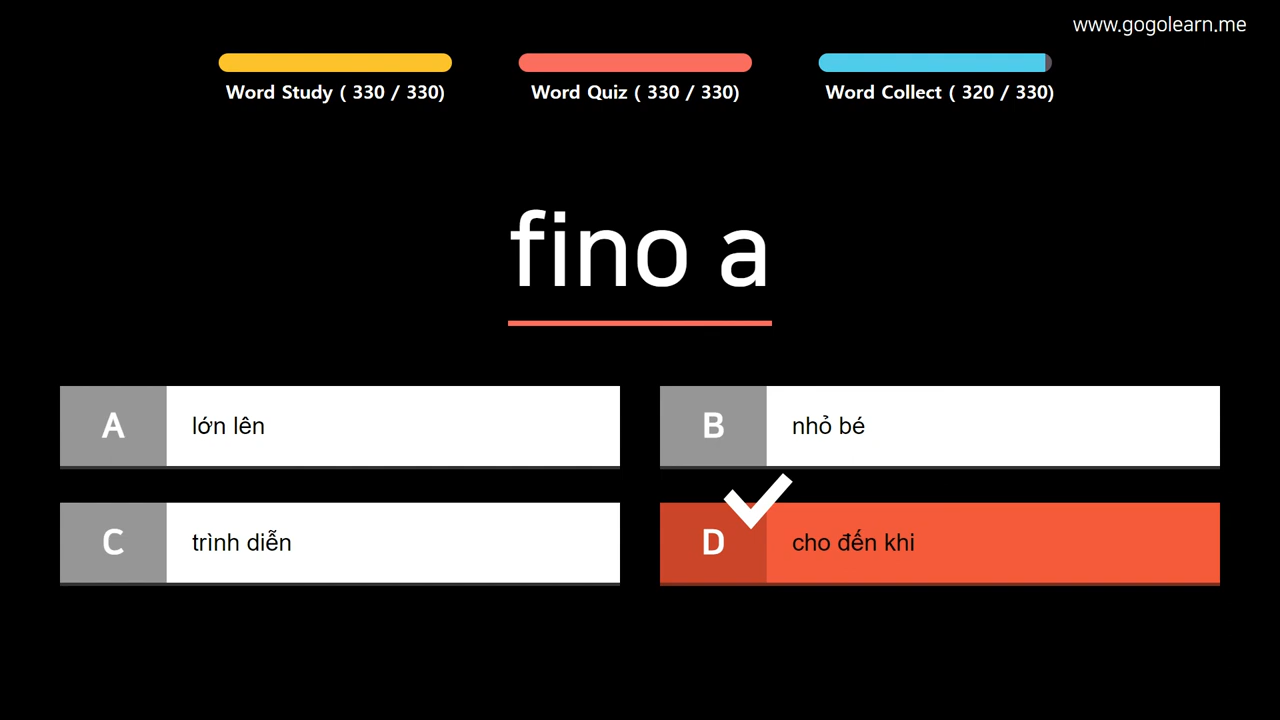 www.gogolearn.me
Word Study ( 330 / 330)
Word Quiz ( 330 / 330)
Word Collect ( 320 / 330)
fino a
A
lớn lên
B
nhỏ bé
C
trình diễn
D
cho đến khi